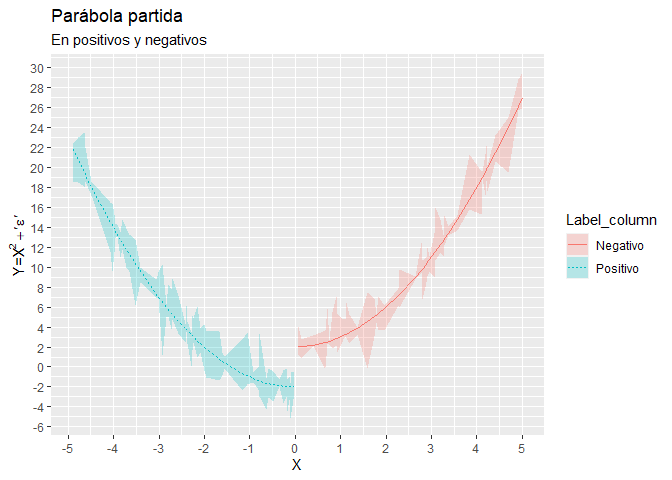 Parábola partida
En positivos y negativos
Y=X² + ′ε′
30
28
26
24
22
20
18
16
14
12
10
8
6
4
2
0
-2
-4
-6
-5 -4 -3 -2 -1 0 1 2 3 4 5
X
Label_column
Negativo
Positivo